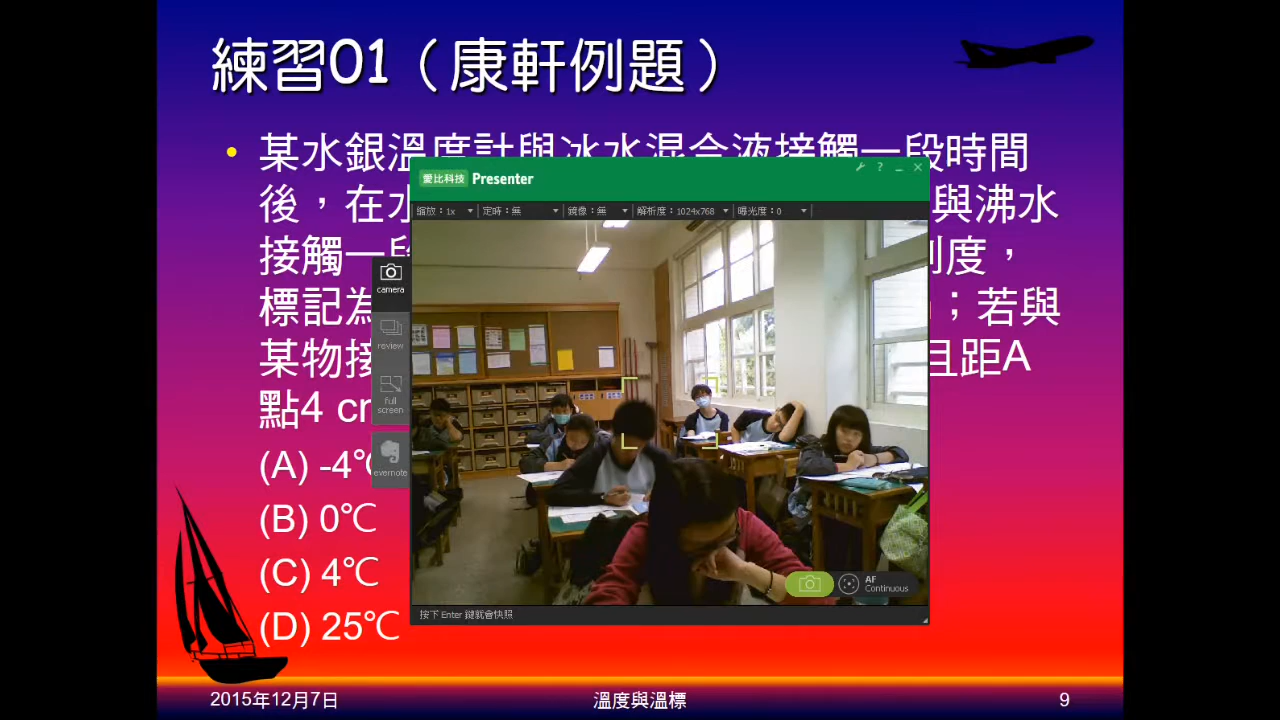 練習01（康軒例題）
• 某水銀溫度計與冰水混合液接觸一段時間
後，在水 與沸水
接觸一段 刻度，
標記為 ；若與
某物接 且距A
點4 cm
(A) -4℃
(B) 0℃
(C) 4℃
(D) 25℃
愛比科技 Presenter
縮放：1x 定時：無 鏡像：無 解析度：1024x768 曝光度：0
camera
review
full
screen
evernote
AF
Continuous
按下 Enter 鍵就會快照
2015年12月7日 溫度與溫標 9